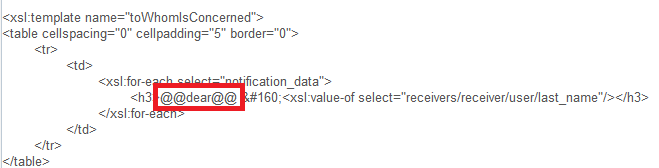 <xsl:template name="toWhomIsConcerned">
<table cellspacing="0" cellpadding="5" border="0">
<tr>
<td>
<xsl:for-each select="notification_data">
<h3>@@dear@@ &#160;<xsl:value-of select="receivers/receiver/user/last_name"/></h3>
</xsl:for-each>
</td>
</tr>
</table>